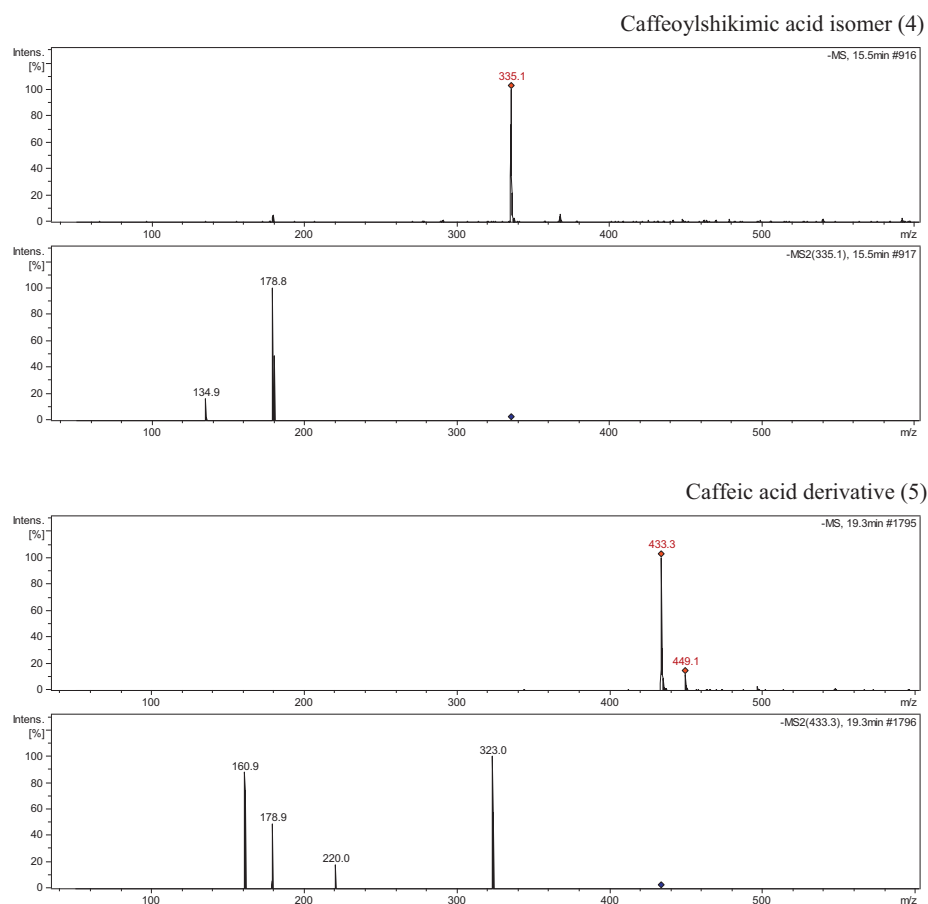 Caffeoylshikimic acid isomer (4)
Intens.
[%]
-MS, 15.5min #916
335.1
100
80
60
40
20
0
100 200 300 400 500 m/z
Intens.
[%]
-MS2(335.1), 15.5min #917
178.8
134.9
100
80
60
40
20
0
100 200 300 400 500 m/z
Caffeic acid derivative (5)
Intens.
[%]
-MS, 19.3min #1795
433.3
449.1
100
80
60
40
20
0
100 200 300 400 500 m/z
Intens.
[%]
-MS2(433.3), 19.3min #1796
323.0
160.9
178.9
220.0
100
80
60
40
20
0
100 200 300 400 500 m/z